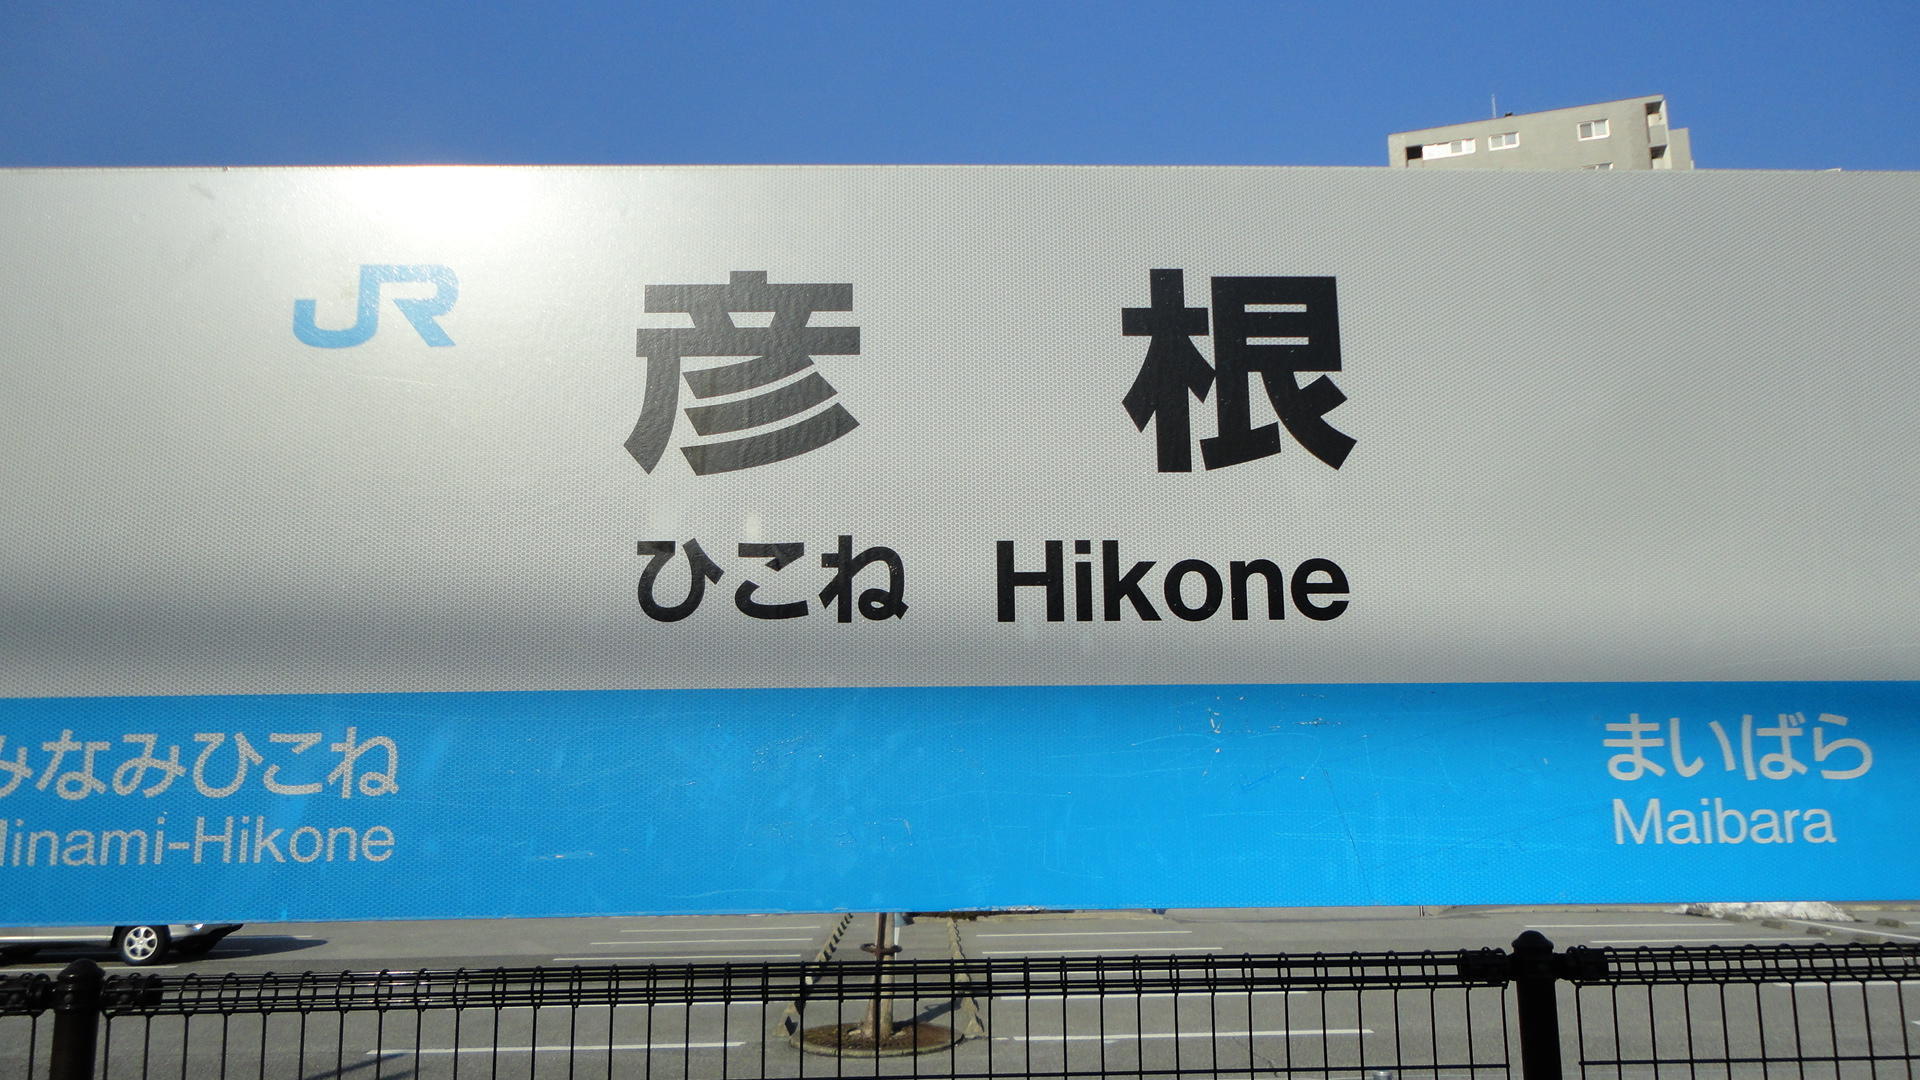 JR
彦根
ひこね Hikone
みなみひこね
Minami-Hikone
まいばら
Maibara